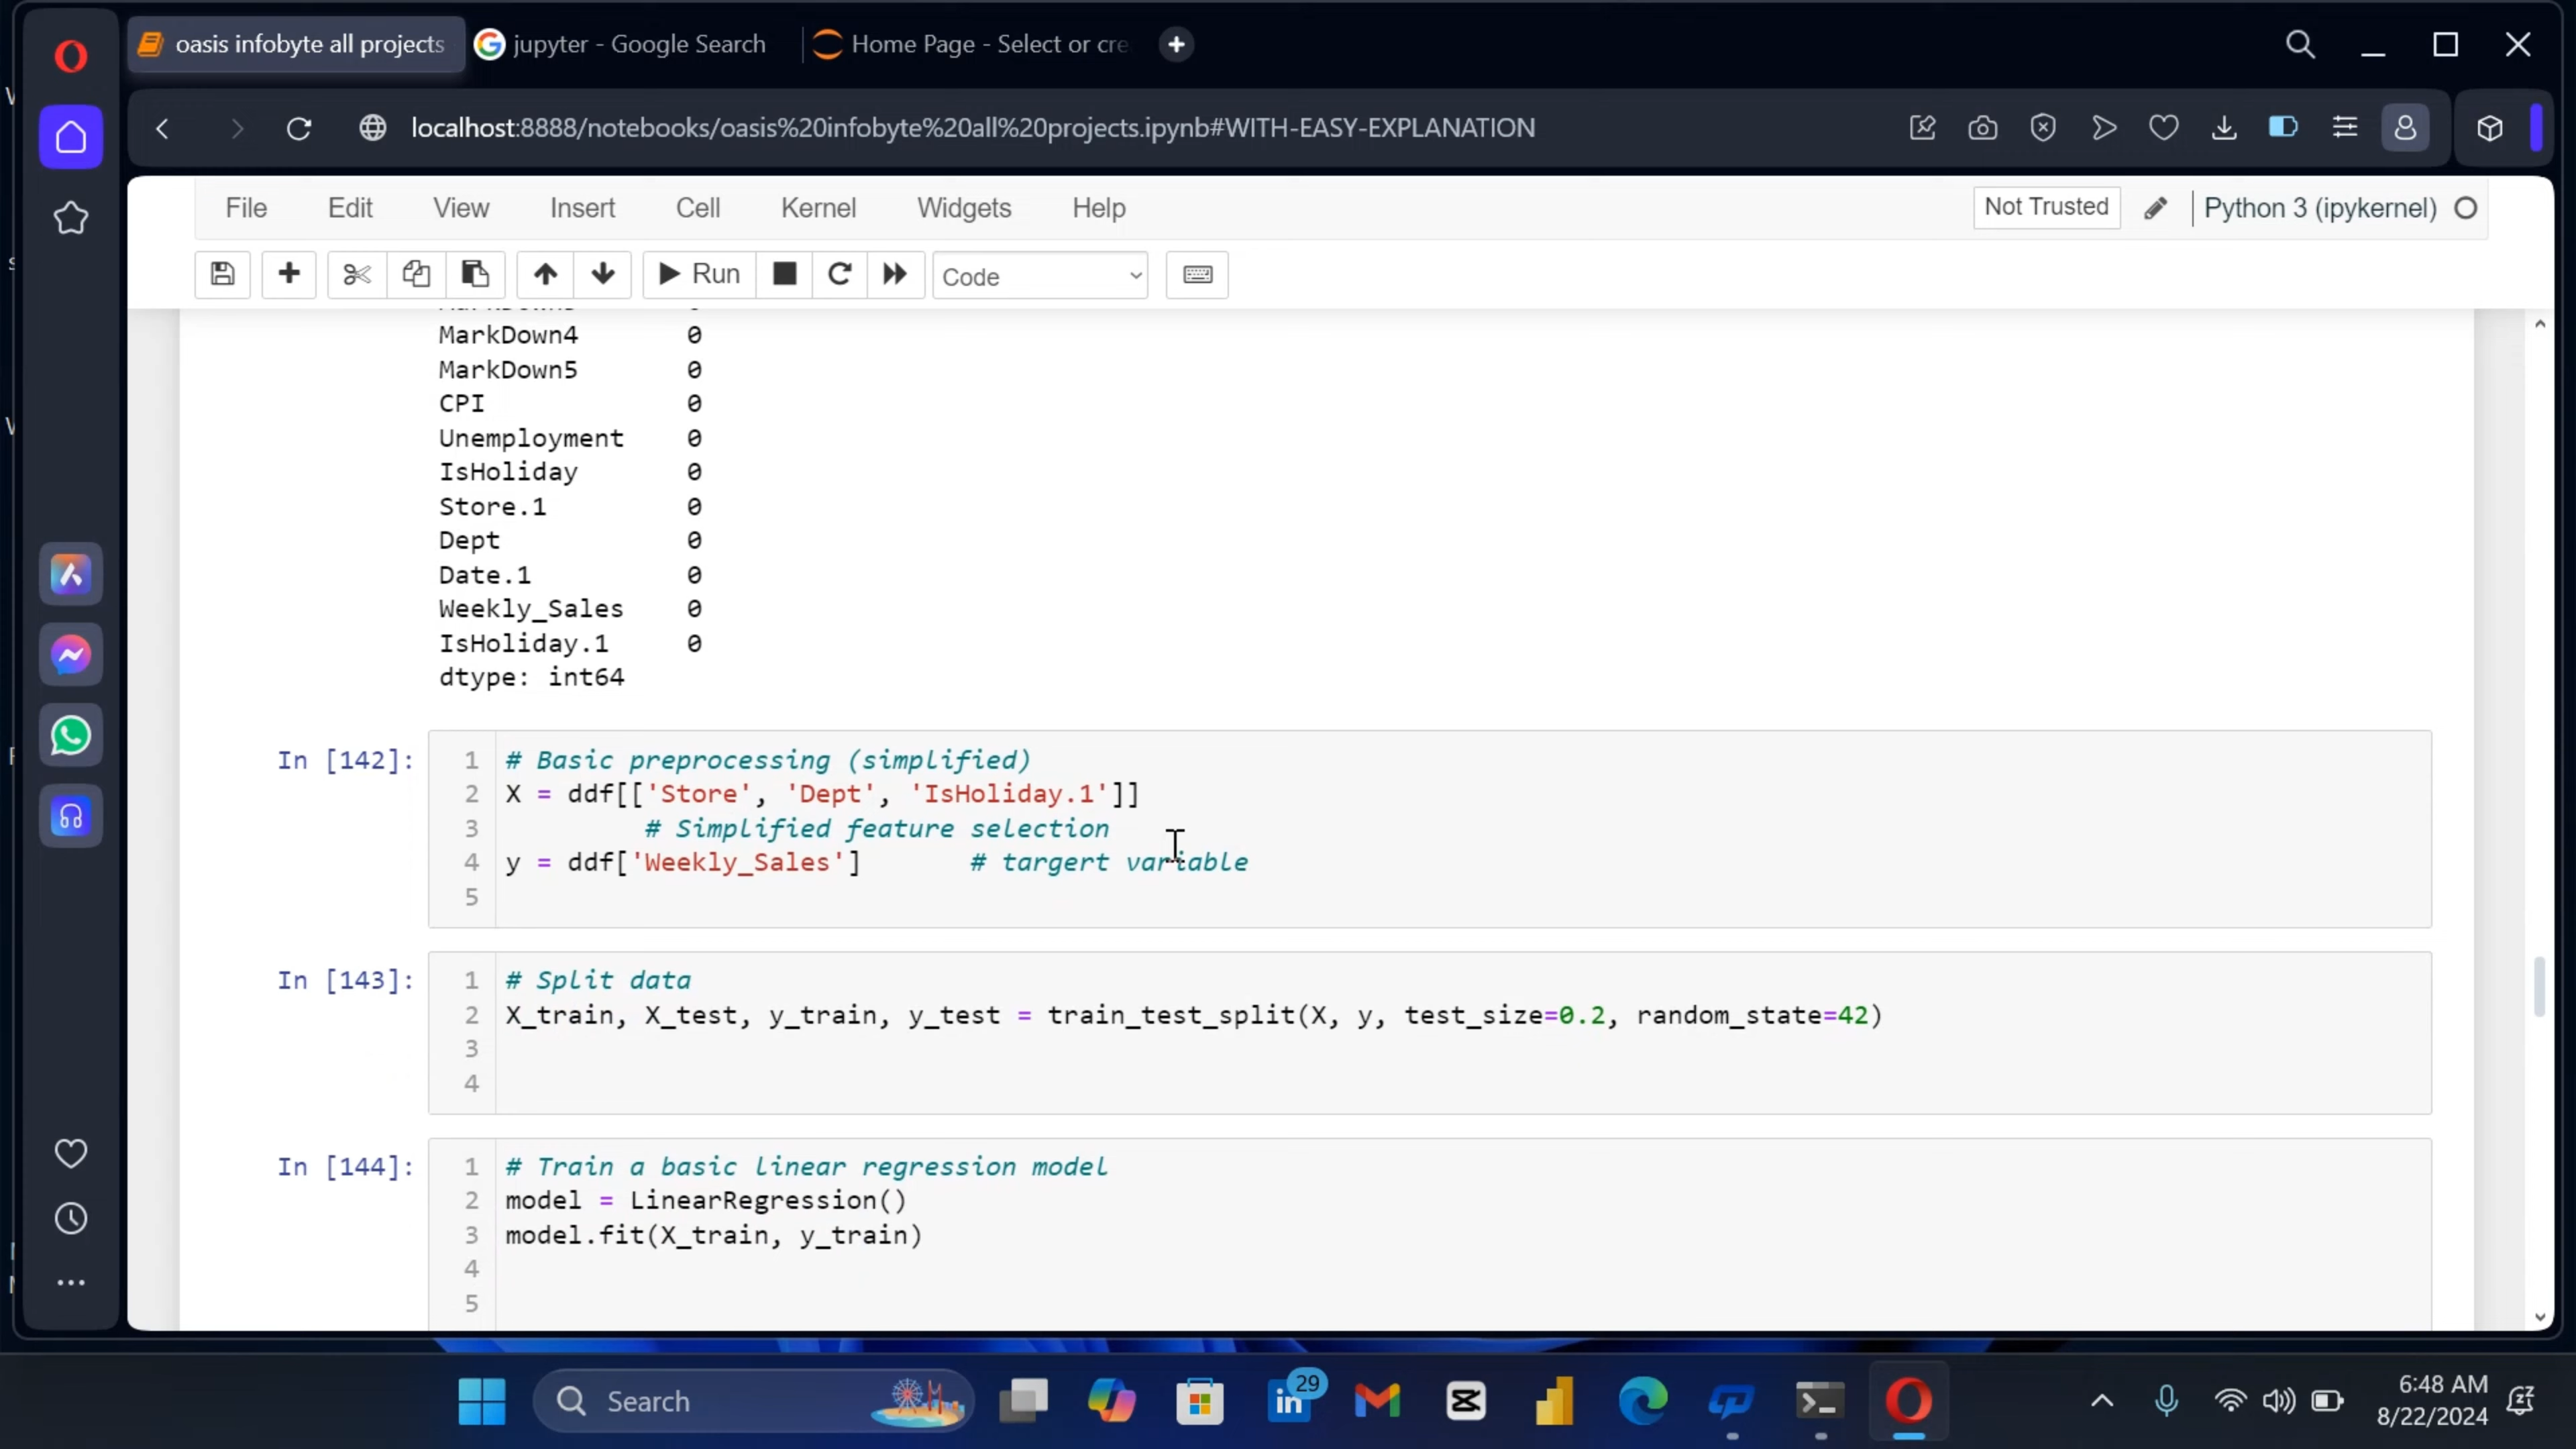 oasis infobyte all projects
jupyter - Google Search
Home Page - Select or cre
localhost:8888/notebooks/oasis%20infobyte%20all%20projects.ipynb#WITH-EASY-EXPLANATION
File Edit View Insert Cell Kernel Widgets Help
Not Trusted
Python 3 (ipykernel)
Run
Code
MarkDown4 0
MarkDown5 0
CPI 0
Unemployment 0
IsHoliday 0
Store.1 0
Dept 0
Date.1 0
Weekly_Sales 0
IsHoliday.1 0
dtype: int64
In [142]:
1 # Basic preprocessing (simplified)
2 X = ddf[['Store', 'Dept', 'IsHoliday.1']]
3 # Simplified feature selection
4 y = ddf['Weekly_Sales'] # targert variable
5
In [143]:
1 # Split data
2 X_train, X_test, y_train, y_test = train_test_split(X, y, test_size=0.2, random_state=42)
3
4
In [144]:
1 # Train a basic linear regression model
2 model = LinearRegression()
3 model.fit(X_train, y_train)
4
5
Search
29
6:48 AM
8/22/2024